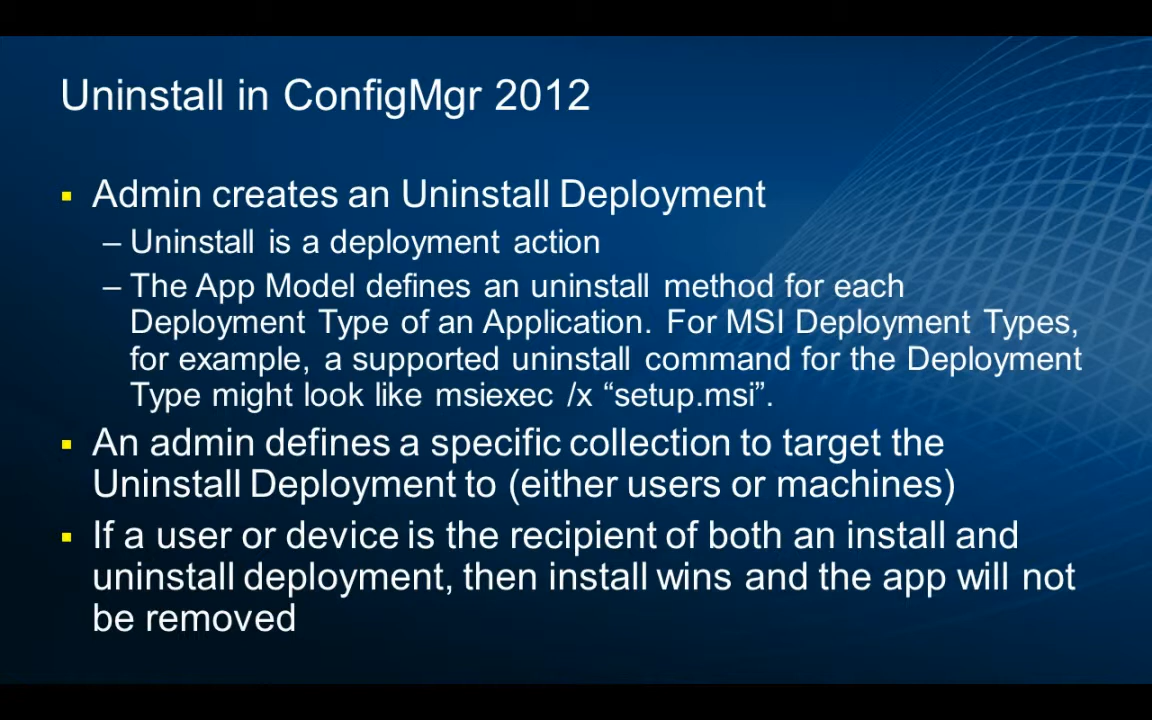 Uninstall in ConfigMgr 2012
▪ Admin creates an Uninstall Deployment
– Uninstall is a deployment action
– The App Model defines an uninstall method for each
Deployment Type of an Application. For MSI Deployment Types,
for example, a supported uninstall command for the Deployment
Type might look like msiexec /x “setup.msi”.
▪ An admin defines a specific collection to target the
Uninstall Deployment to (either users or machines)
▪ If a user or device is the recipient of both an install and
uninstall deployment, then install wins and the app will not
be removed